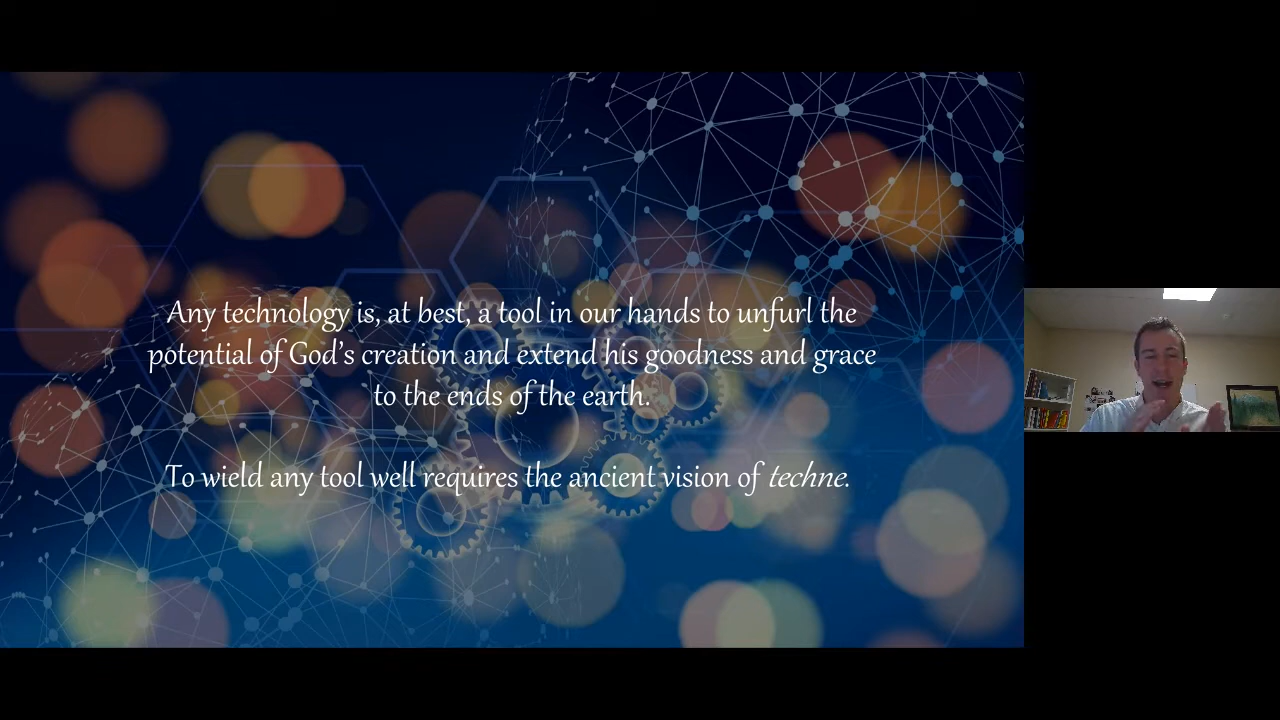 Any technology is, at best, a tool in our hands to unfurl the
potential of God's creation and extend his goodness and grace
to the ends of the earth.
To wield any tool well requires the ancient vision of techne.